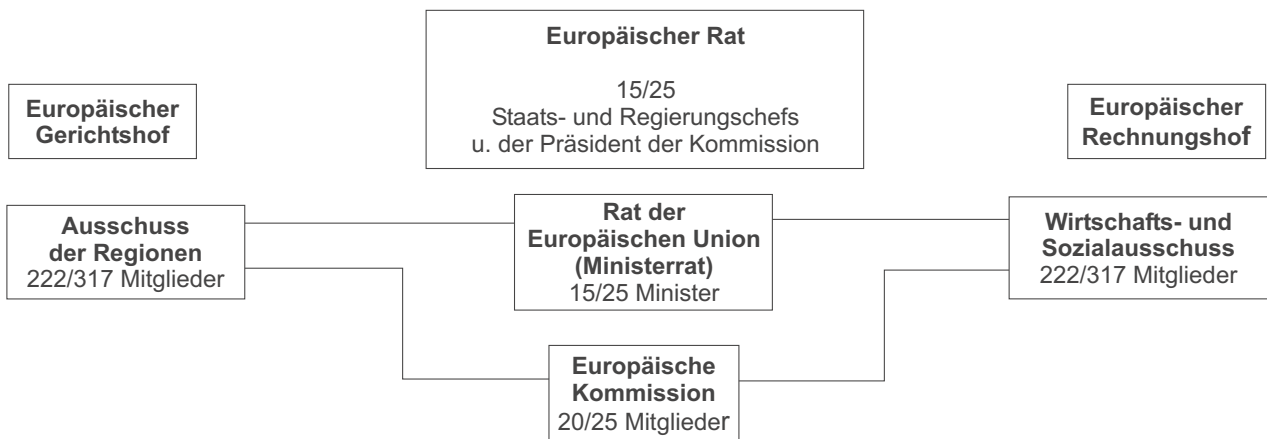 Europäischer Rat
15/25
Staats- und Regierungschefs
u. der Präsident der Kommission
Europäischer
Gerichtshof
Europäischer
Rechnungshof
Ausschuss
der Regionen
222/317 Mitglieder
Rat der
Europäischen Union
(Ministerrat)
15/25 Minister
Wirtschafts- und
Sozialausschuss
222/317 Mitglieder
Europäische
Kommission
20/25 Mitglieder